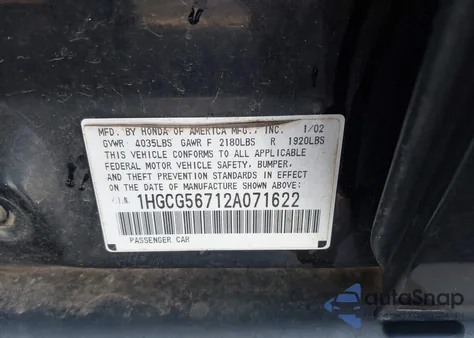 MFD. BY HONDA OF AMERICA MFG., INC. 1/02
GVWR 4035LBS GAWR F 2180LBS R 1920LBS
THIS VEHICLE CONFORMS TO ALL APPLICABLE
FEDERAL MOTOR VEHICLE SAFETY, BUMPER,
AND THEFT PREVENTION STANDARDS IN EFFECT
ON THE DATE OF MANUFACTURE SHOWN ABOVE:
V.I.N. 1HGCG56712A071622
PASSENGER CAR
autoSnap